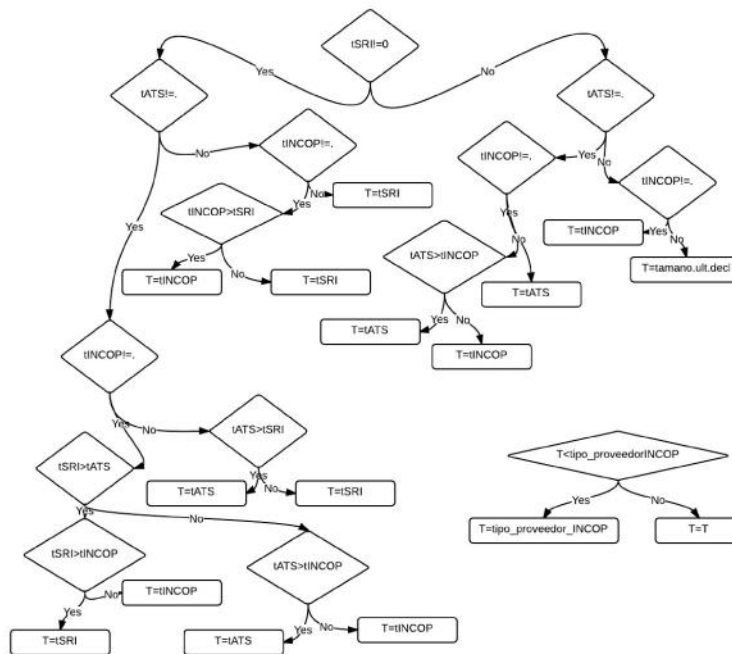 tSRI!=0
Yes
No
tATS!=.
tATS!=.
No
tINCOP!=.
tINCOP!=.
Yes
No
tINCOP!=.
No
T=tSRI
Yes
tINCOP>tSRI
Yes
Yes
T=tINCOP
Yes
No
Yes
T=tINCOP
No
T=tSRI
tATS>tINCOP
No
T=tATS
T=tamano.ult.decl
T=tATS
Yes
No
T=tINCOP
tINCOP!=.
Yes
No
tATS>tSRI
tSRI>tATS
Yes
No
T=tATS
T=tSRI
T<tipo_proveedorINCOP
Yes
No
T=tipo_proveedor_INCOP
T=T
Yes
No
tSRI>tINCOP
tATS>tINCOP
No
T=tINCOP
Yes
T=tSRI
Yes
No
T=tINCOP
T=tATS